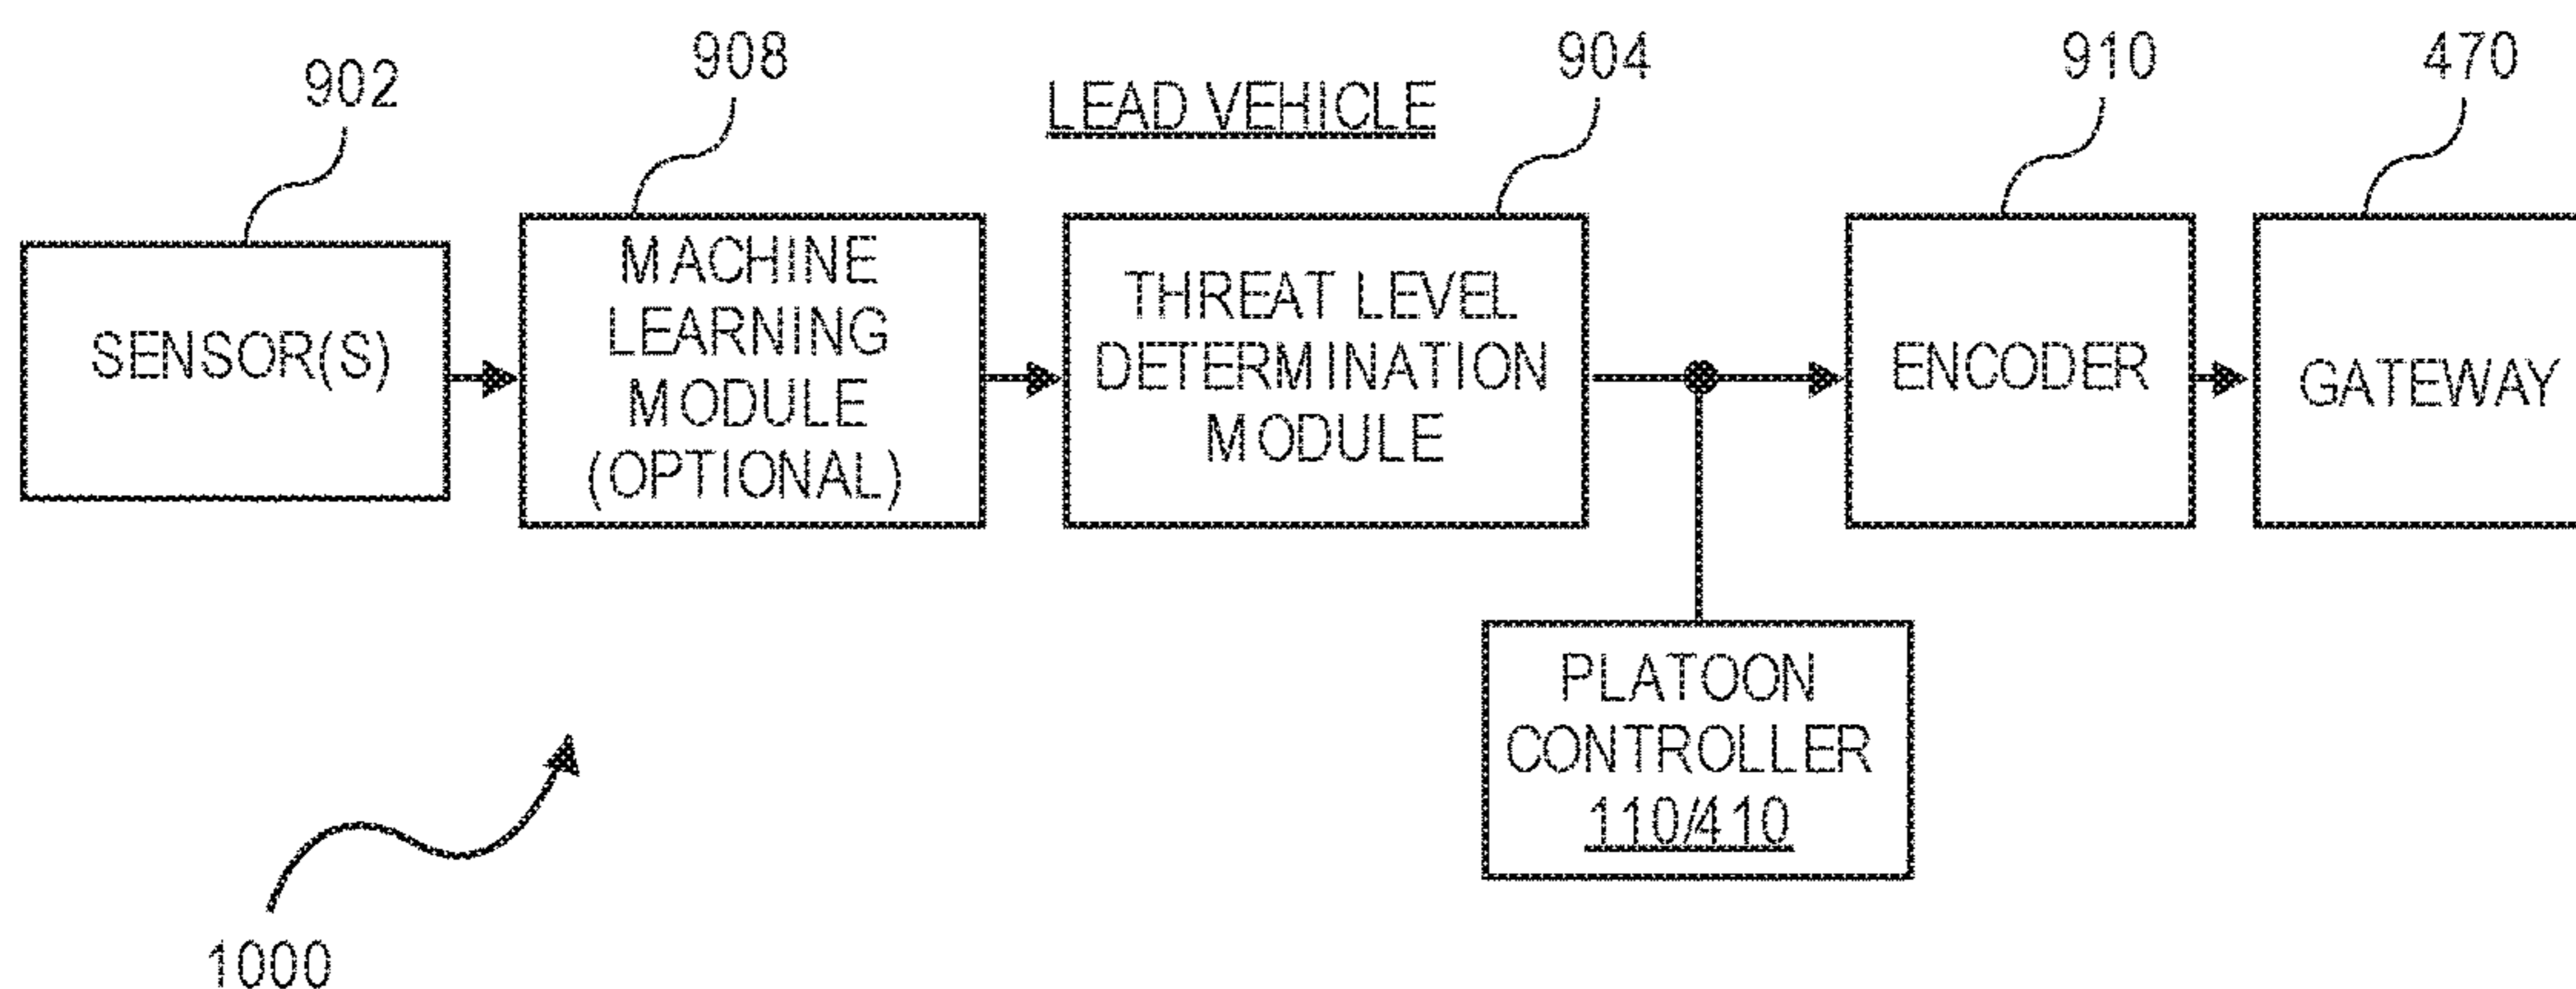 902
908
LEAD VEHICLE
904
910
470
SENSOR(S)
MACHINE
LEARNING
MODULE
(OPTIONAL)
THREAT LEVEL
DETERMINATION
MODULE
ENCODER
GATEWAY
PLATOON
CONTROLLER
110/410
1000